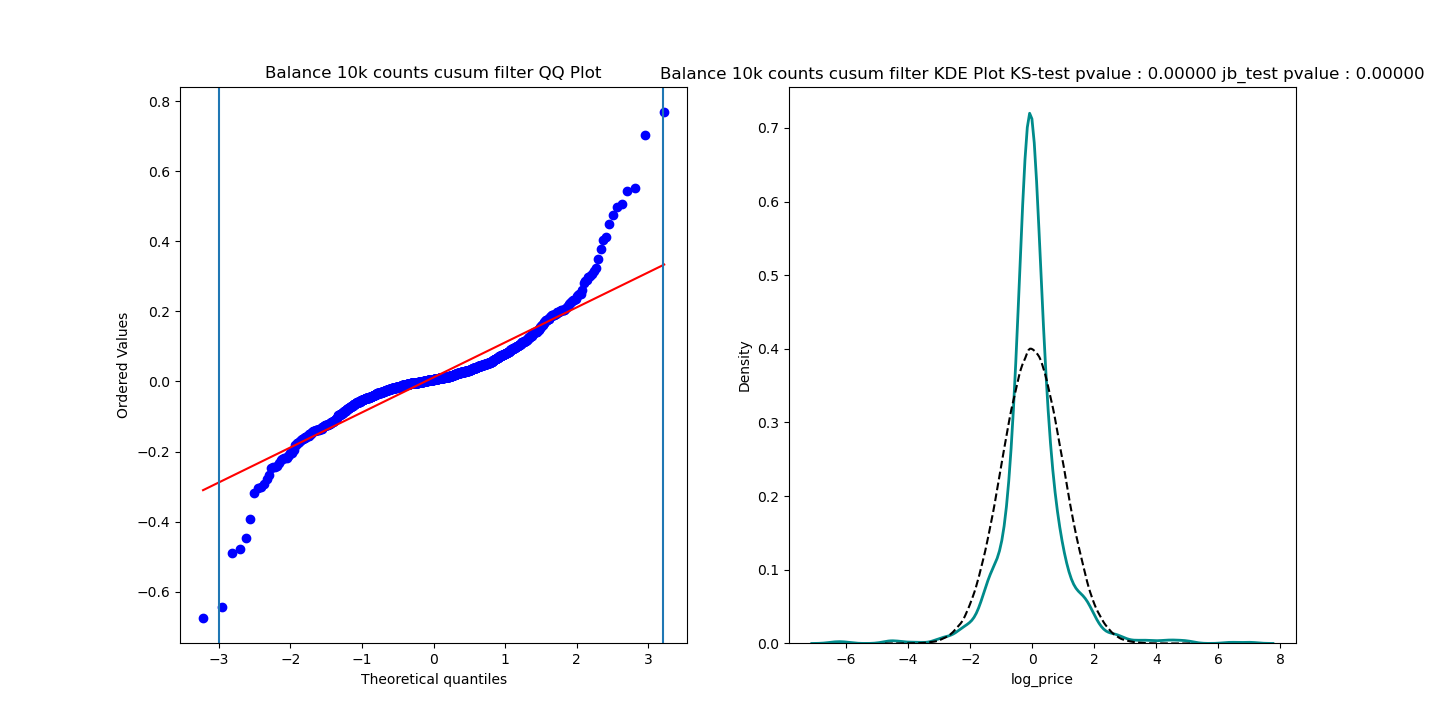 Balance 10k counts cusum filter QQ Plot
Balance 10k counts cusum filter KDE Plot KS-test pvalue : 0.00000 jb_test pvalue : 0.00000
Ordered Values
0.8
0.6
0.4
0.2
0.0
−0.2
−0.4
−0.6
−3 −2 −1 0 1 2 3
Theoretical quantiles
Density
0.7
0.6
0.5
0.4
0.3
0.2
0.1
0.0
−6 −4 −2 0 2 4 6 8
log_price